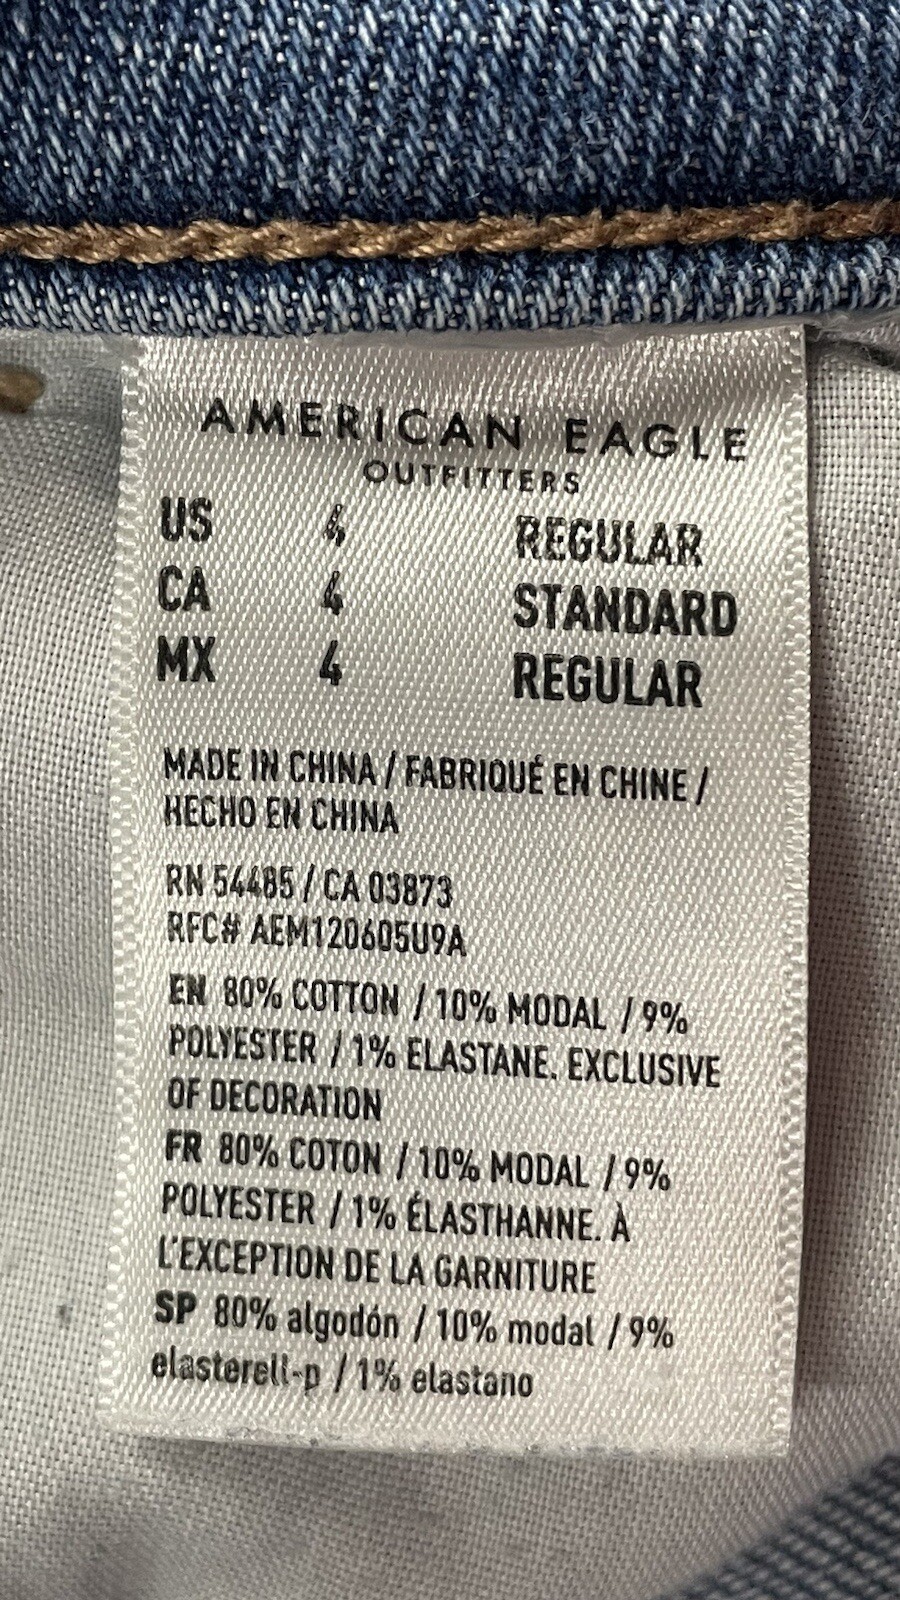 AMERICAN EAGLE
OUTFITTERS
US 4 REGULAR
CA 4 STANDARD
MX 4 REGULAR
MADE IN CHINA / FABRIQUÉ EN CHINE /
HECHO EN CHINA
RN 54485 / CA 03873
RFC# AEM120605U9A
EN 80% COTTON / 10% MODAL / 9%
POLYESTER / 1% ELASTANE. EXCLUSIVE
OF DECORATION
FR 80% COTON / 10% MODAL / 9%
POLYESTER / 1% ÉLASTHANNE. À
L'EXCEPTION DE LA GARNITURE
SP 80% algodón / 10% modal / 9%
elasterell-p / 1% elastano